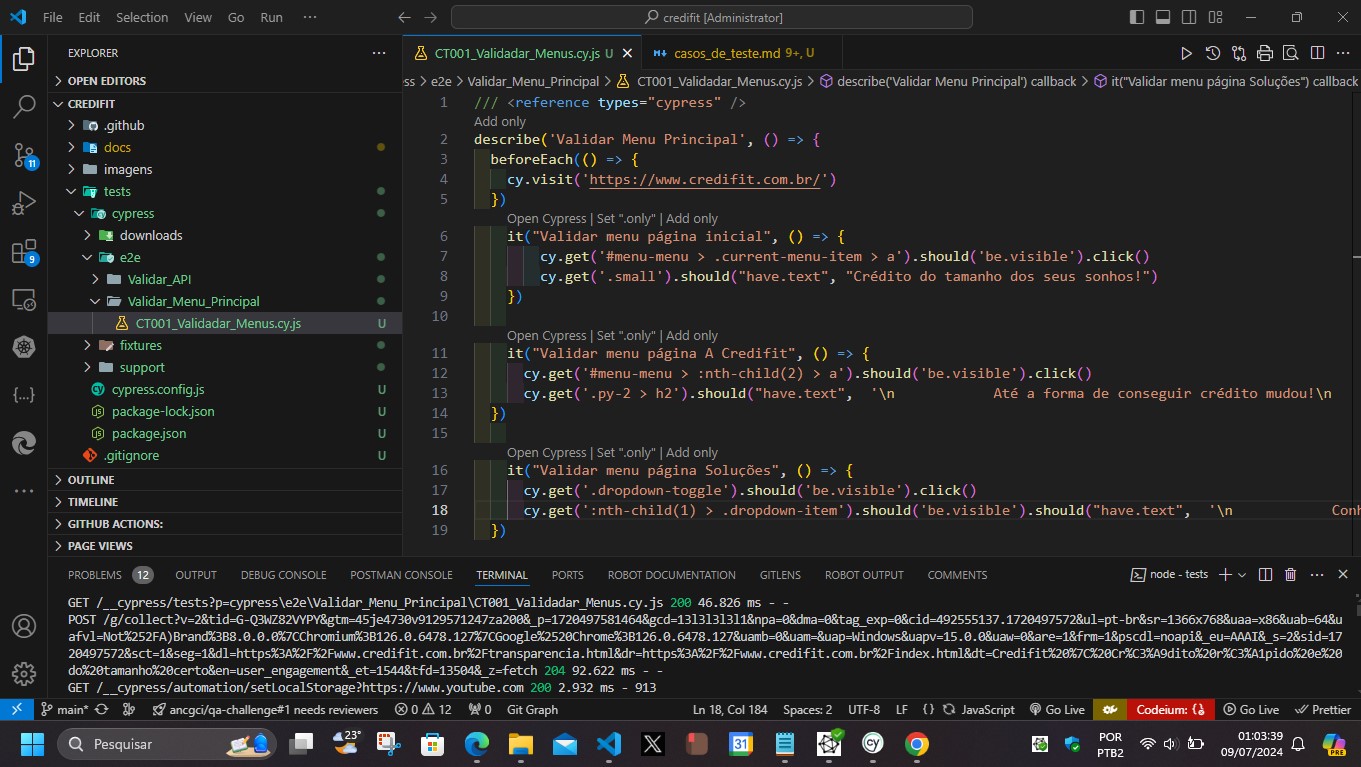 File Edit Selection View Go Run ··· credifit [Administrator]
EXPLORER ···
OPEN EDITORS
CREDIFIT
.github
docs
imagens
tests
cypress
downloads
e2e
Validar_API
Validar_Menu_Principal
CT001_Validadar_Menus.cy.js U
fixtures
support
cypress.config.js U
package-lock.json U
package.json U
.gitignore U
OUTLINE
TIMELINE
GITHUB ACTIONS:
PAGE VIEWS
11
9
CT001_Validadar_Menus.cy.js U casos_de_teste.md 9+, U
ss > e2e > Validar_Menu_Principal > CT001_Validadar_Menus.cy.js > describe('Validar Menu Principal') callback > it("Validar menu página Soluções") callback
1 /// <reference types="cypress" />
Add only
2 describe('Validar Menu Principal', () => {
3 beforeEach(() => {
4 cy.visit('https://www.credifit.com.br/')
5 })
Open Cypress | Set ".only" | Add only
6 it("Validar menu página inicial", () => {
7 cy.get('#menu-menu > .current-menu-item > a').should('be.visible').click()
8 cy.get('.small').should("have.text", "Crédito do tamanho dos seus sonhos!")
9 })
10
Open Cypress | Set ".only" | Add only
11 it("Validar menu página A Credifit", () => {
12 cy.get('#menu-menu > :nth-child(2) > a').should('be.visible').click()
13 cy.get('.py-2 > h2').should("have.text", '\n Até a forma de conseguir crédito mudou!\n
14 })
15
Open Cypress | Set ".only" | Add only
16 it("Validar menu página Soluções", () => {
17 cy.get('.dropdown-toggle').should('be.visible').click()
18 cy.get(':nth-child(1) > .dropdown-item').should('be.visible').should("have.text", '\n Conh
19 })
PROBLEMS 12 OUTPUT DEBUG CONSOLE POSTMAN CONSOLE TERMINAL PORTS ROBOT DOCUMENTATION GITLENS ROBOT OUTPUT COMMENTS node - tests
GET /__cypress/tests?p=cypress\e2e\Validar_Menu_Principal\CT001_Validadar_Menus.cy.js 200 46.826 ms - -
POST /g/collect?v=2&tid=G-Q3WZ82VYPY&gtm=45je4730v9129571247za200&_p=1720497581464&gcd=13l3l3l3l1&npa=0&dma=0&tag_exp=0&cid=492555137.1720497572&ul=pt-br&sr=1366x768&uaa=x86&uab=64&u
afvl=Not%252FA)Brand%3B8.0.0.0%7CChromium%3B126.0.6478.127%7CGoogle%2520Chrome%3B126.0.6478.127&uamb=0&uam=&uap=Windows&uapv=15.0.0&uaw=0&are=1&frm=1&pscdl=noapi&_eu=AAAI&_s=2&sid=17
20497572&sct=1&seg=1&dl=https%3A%2F%2Fwww.credifit.com.br%2Ftransparencia.html&dr=https%3A%2F%2Fwww.credifit.com.br%2Findex.html&dt=Credifit%20%7C%20Cr%C3%A9dito%20r%C3%A1pido%20e%20
do%20tamanho%20certo&en=user_engagement&_et=1544&tfd=13504&_z=fetch 204 92.622 ms - -
GET /__cypress/automation/setLocalStorage?https://www.youtube.com 200 2.932 ms - 913
main* ancgci/qa-challenge#1 needs reviewers 0 12 0 Git Graph Ln 18, Col 184 Spaces: 2 UTF-8 LF {} JavaScript Go Live Codeium: {} Go Live Prettier
Pesquisar 23° 31 POR PTB2 01:03:39 09/07/2024 PRE